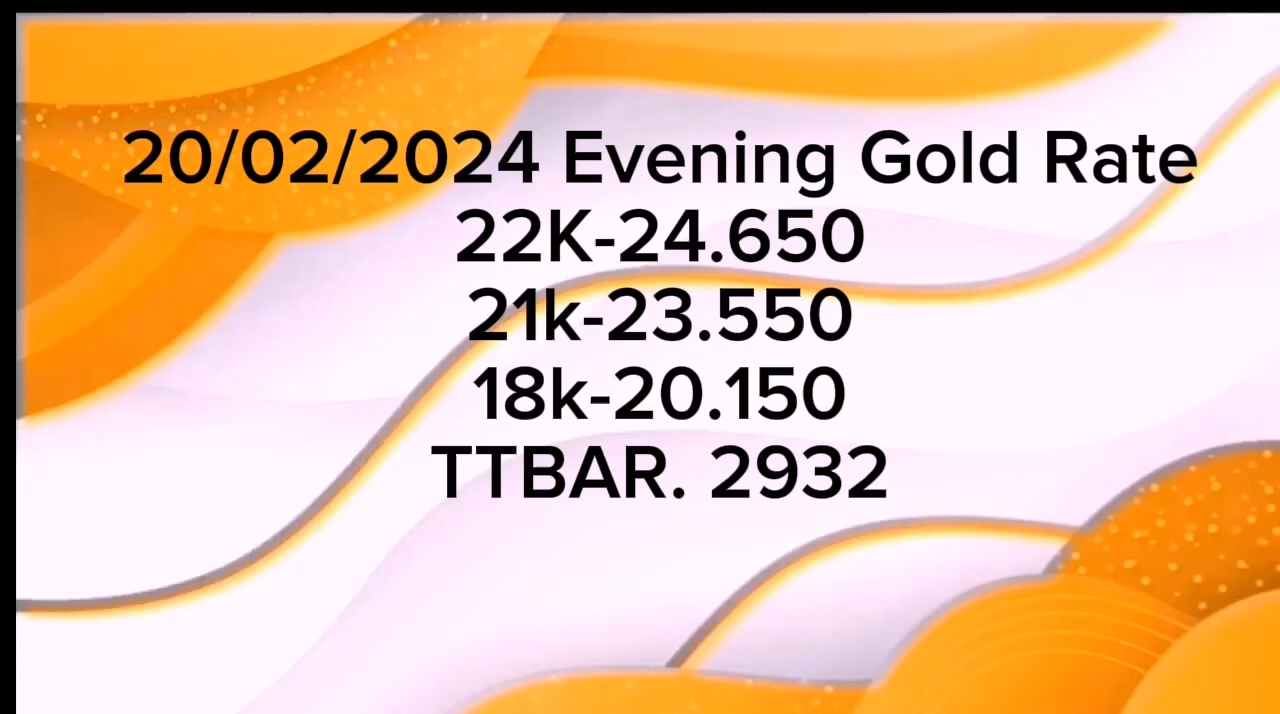 20/02/2024 Evening Gold Rate
22K-24.650
21k-23.550
18k-20.150
TTBAR. 2932